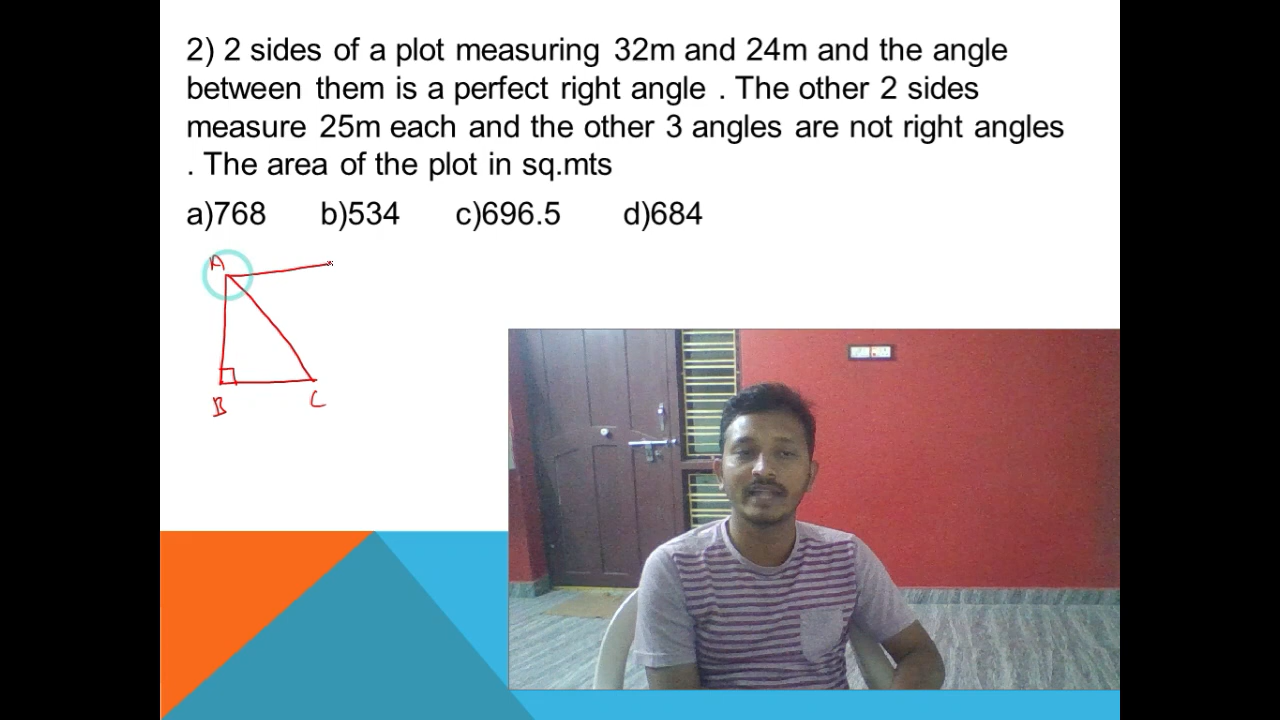 2) 2 sides of a plot measuring 32m and 24m and the angle
between them is a perfect right angle . The other 2 sides
measure 25m each and the other 3 angles are not right angles
. The area of the plot in sq.mts
a)768 b)534 c)696.5 d)684
A
B C